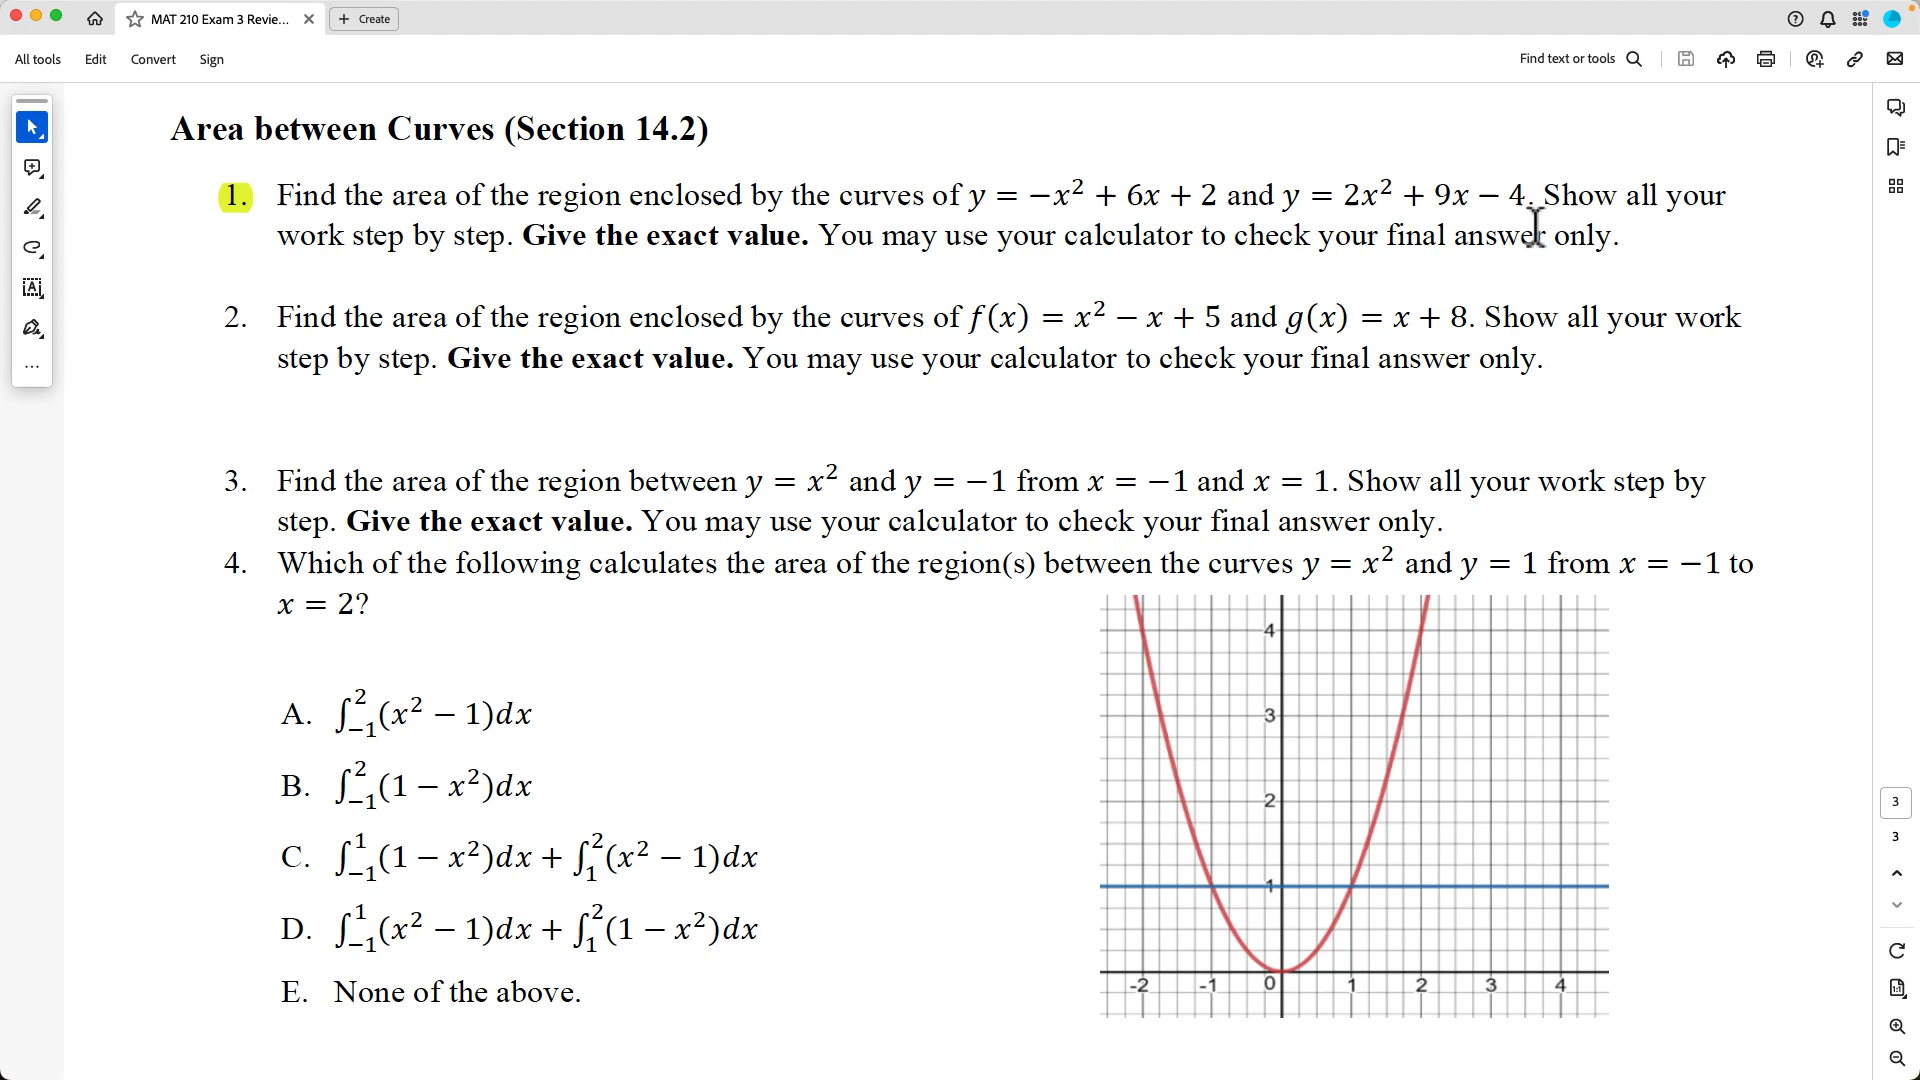 MAT 210 Exam 3 Revie...
Create
All tools
Edit
Convert
Sign
Find text or tools
Area between Curves (Section 14.2)
1. Find the area of the region enclosed by the curves of y = −x² + 6x + 2 and y = 2x² + 9x − 4. Show all your
work step by step. Give the exact value. You may use your calculator to check your final answer only.
2. Find the area of the region enclosed by the curves of f(x) = x² − x + 5 and g(x) = x + 8. Show all your work
step by step. Give the exact value. You may use your calculator to check your final answer only.
3. Find the area of the region between y = x² and y = −1 from x = −1 and x = 1. Show all your work step by
step. Give the exact value. You may use your calculator to check your final answer only.
4. Which of the following calculates the area of the region(s) between the curves y = x² and y = 1 from x = −1 to
x = 2?
A. ∫₋₁² (x² − 1)dx
B. ∫₋₁² (1 − x²)dx
C. ∫₋₁¹ (1 − x²)dx + ∫₁² (x² − 1)dx
D. ∫₋₁¹ (x² − 1)dx + ∫₁² (1 − x²)dx
E. None of the above.
4
3
2
1
-2 -1 0 1 2 3 4
3
3
1:1